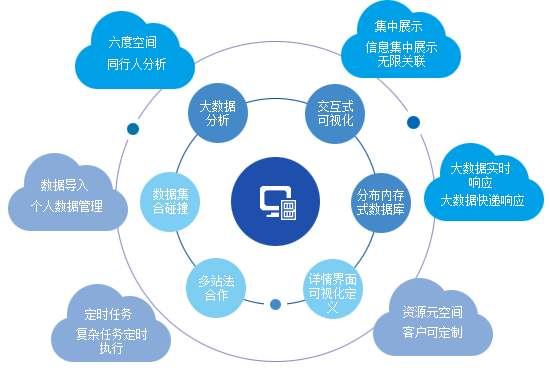 六度空间
同行人分析
集中展示
信息集中展示
无限关联
大数据
分析
交互式
可视化
数据导入
个人数据管理
数据集
合碰撞
分布内存
式数据库
大数据实时
响应
大数据快递响应
多站法
合作
详情界面
可视化定
义
定时任务
复杂任务定时
执行
资源元空间
客户可定制